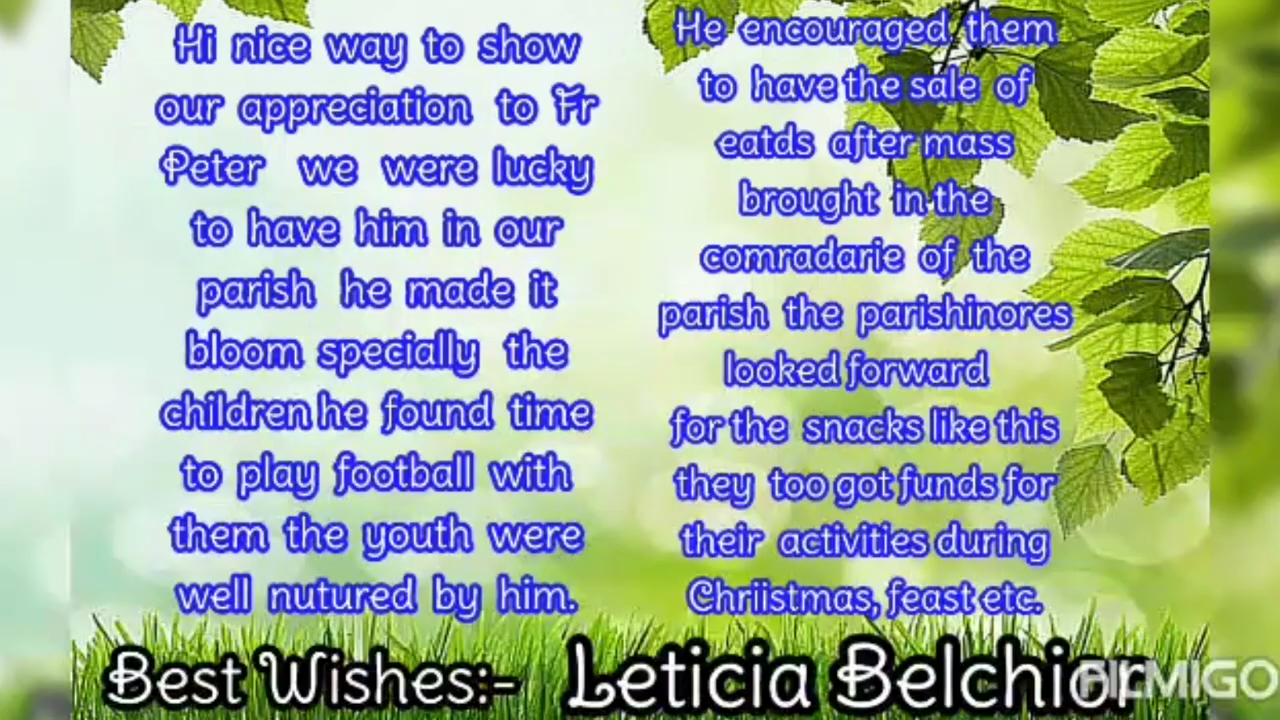 Hi nice way to show
our appreciation to Fr
Peter we were lucky
to have him in our
parish he made it
bloom specially the
children he found time
to play football with
them the youth were
well nutured by him.
He encouraged them
to have the sale of
eatds after mass
brought in the
comradarie of the
parish the parishinores
looked forward
for the snacks like this
they too got funds for
their activities during
Chriistmas, feast etc.
Best Wishes:- Leticia Belchior
FILMIGO